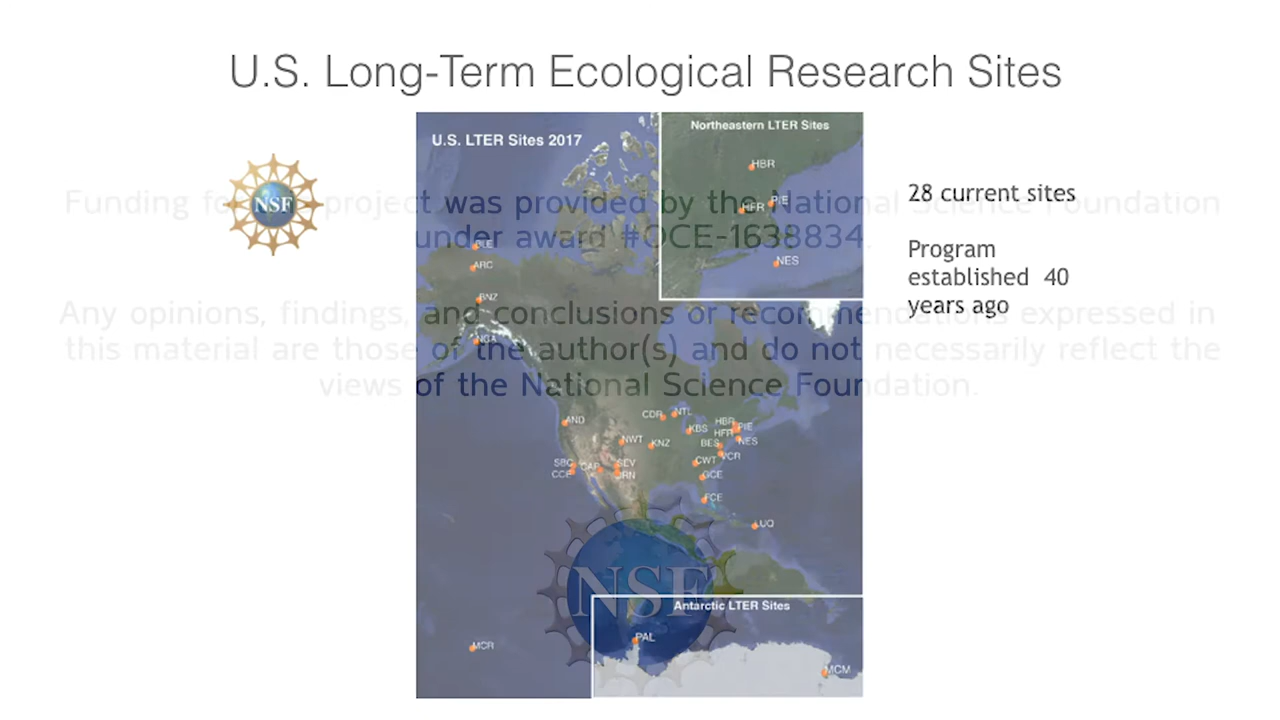 U.S. Long-Term Ecological Research Sites
U.S. LTER Sites 2017
Northeastern LTER Sites
HBR
HFR
PIE
NES
NSF
28 current sites
Program
established 40
years ago
Funding for project was provided by the National Science Foundation
under award #OCE-1638834.
Any opinions, findings, and conclusions or recommendations expressed in
this material are those of the author(s) and do not necessarily reflect the
views of the National Science Foundation.
BLE
ARC
BNZ
NGA
AND
CDR
NTL
KBS
HBR
PIE
HFR
NES
BES
VCR
NWT
KNZ
CWT
SBC
CAP
SEV
CCE
JRN
GCE
FCE
LUQ
NSF
Antarctic LTER Sites
PAL
MCR
MCM